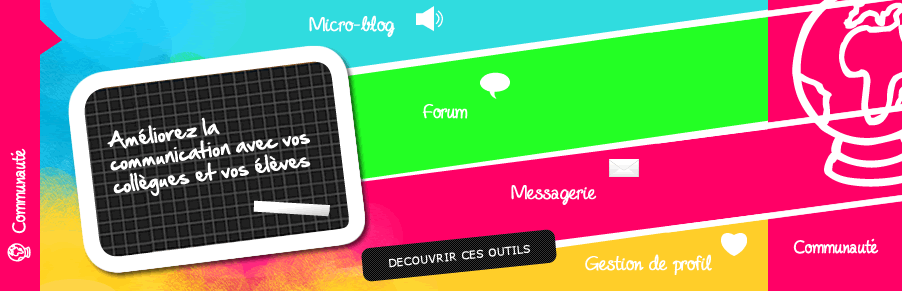 Communauté
Améliorez la
communication avec vos
collègues et vos élèves
Micro-blog
Forum
Messagerie
Gestion de profil
DECOUVRIR CES OUTILS
Communauté